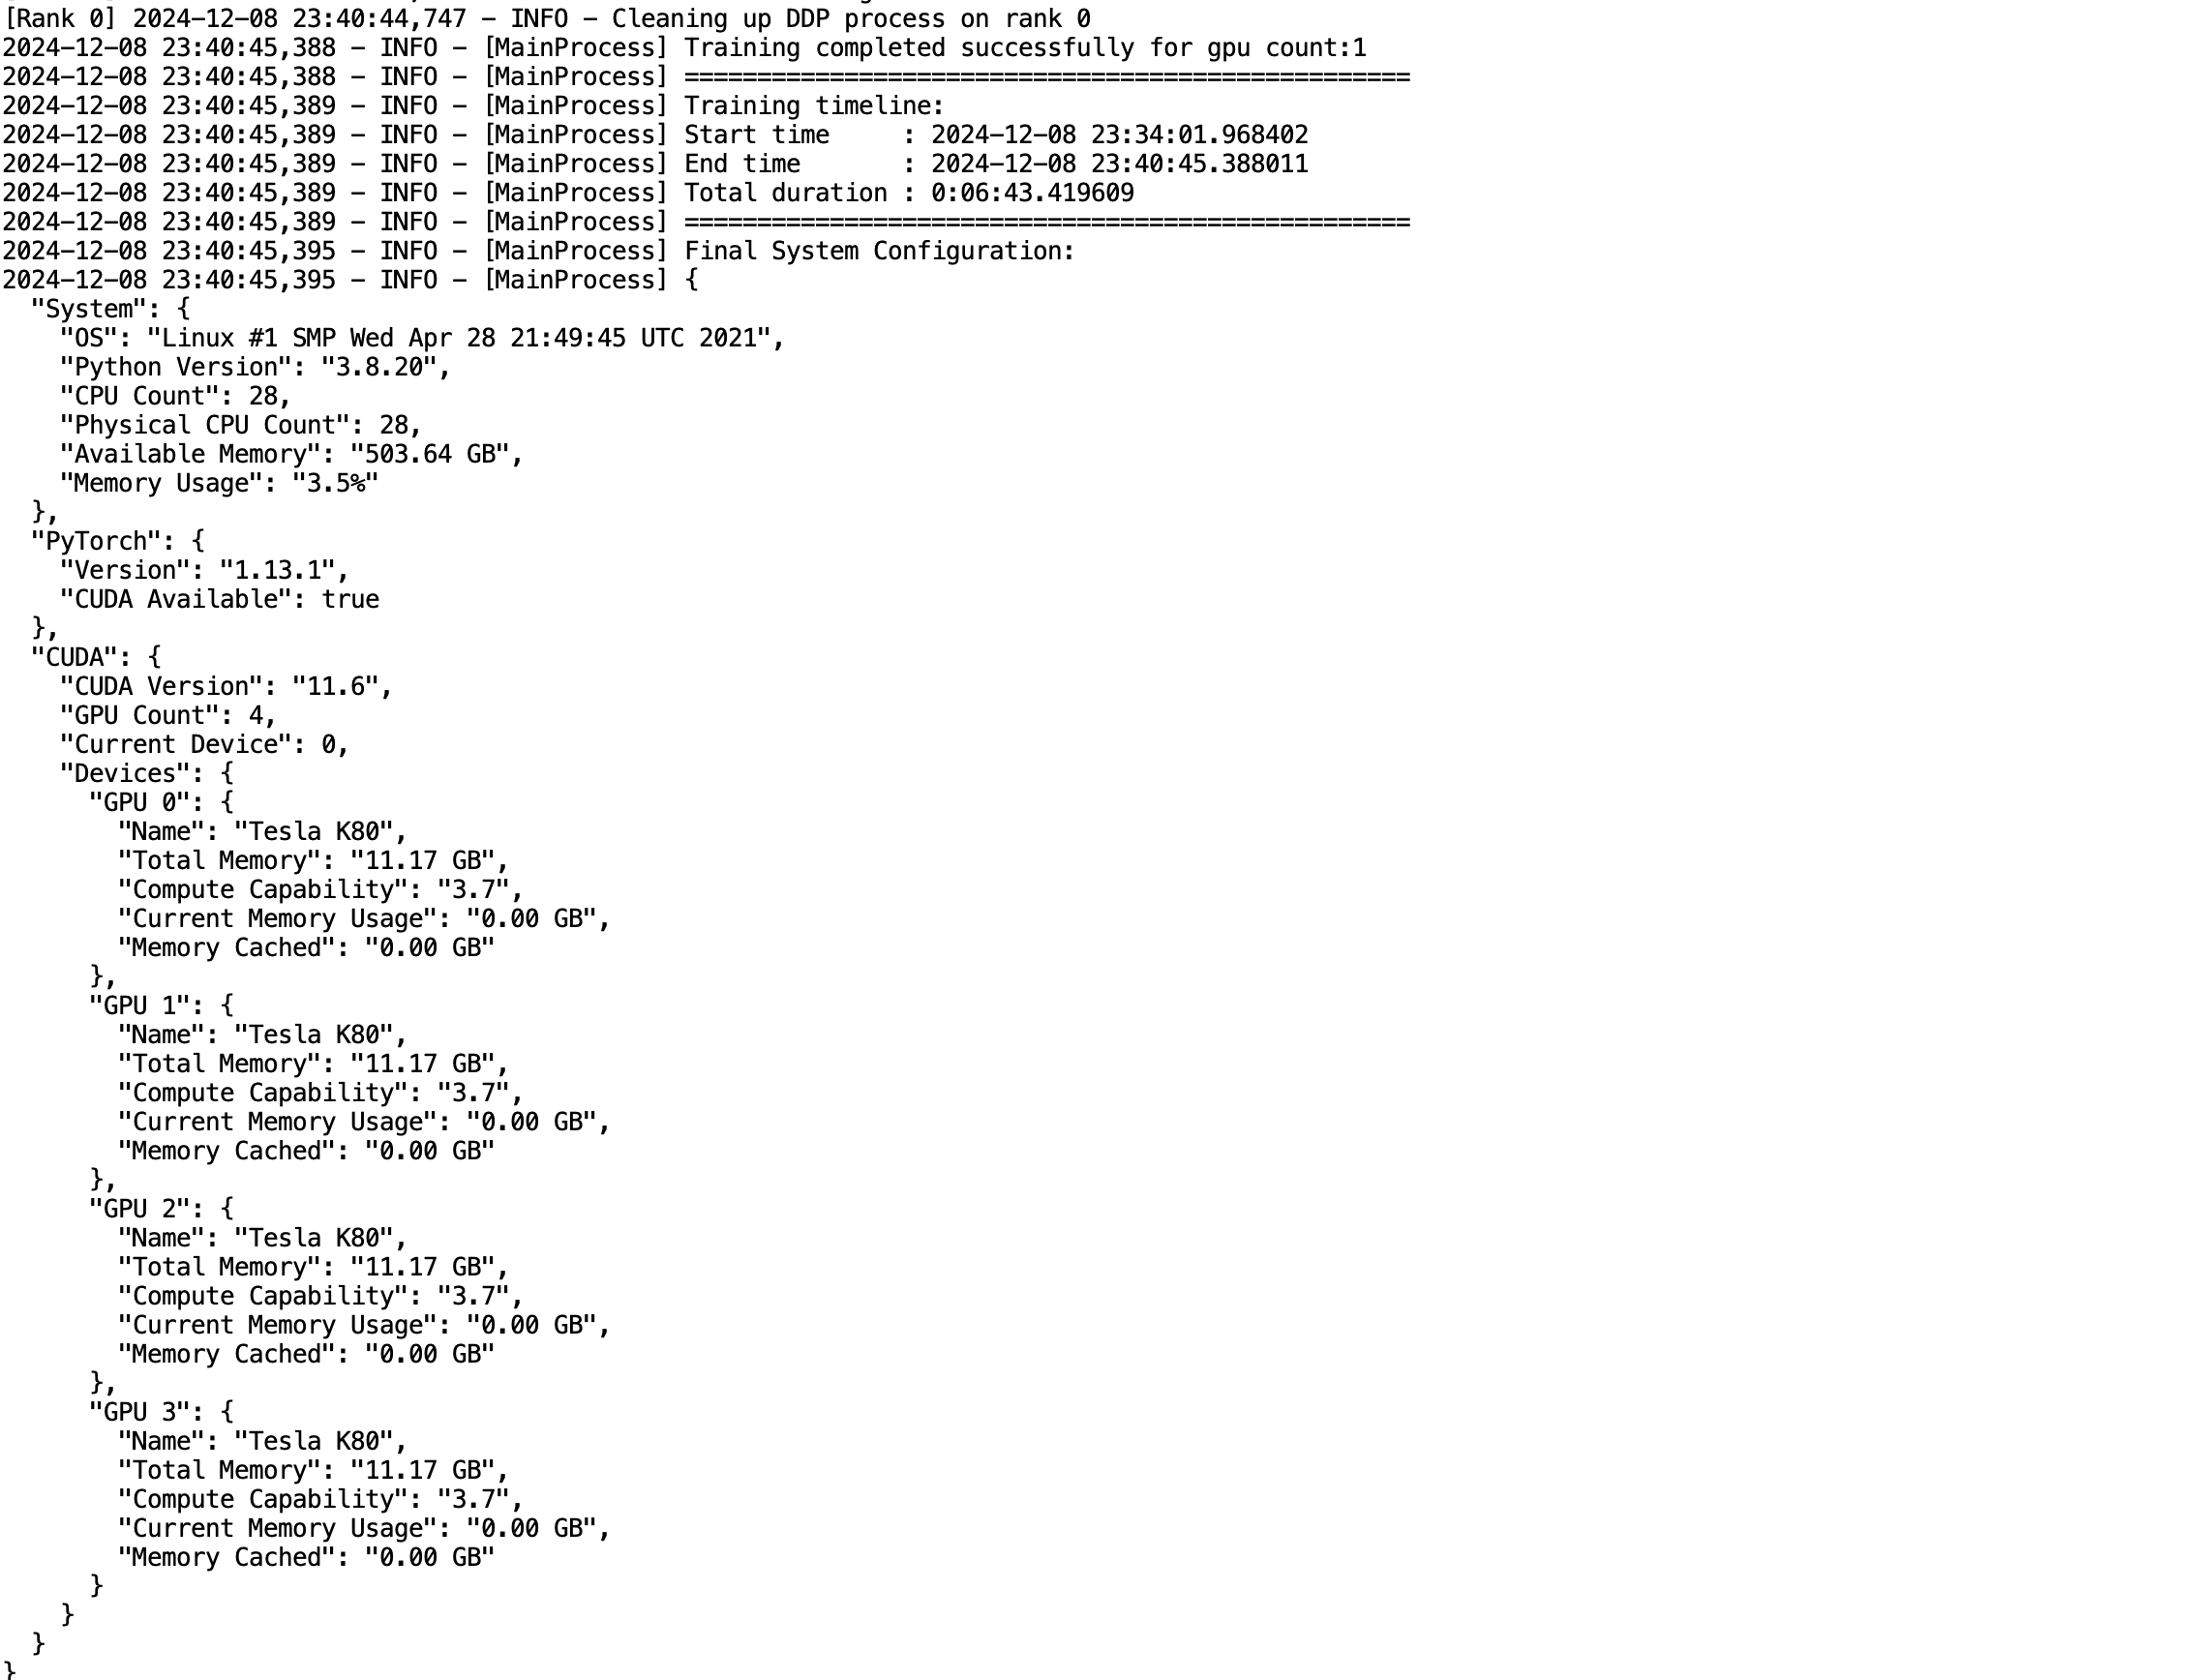 [Rank 0] 2024-12-08 23:40:44,747 - INFO - Cleaning up DDP process on rank 0
2024-12-08 23:40:45,388 - INFO - [MainProcess] Training completed successfully for gpu count:1
2024-12-08 23:40:45,388 - INFO - [MainProcess] ==================================================
2024-12-08 23:40:45,389 - INFO - [MainProcess] Training timeline:
2024-12-08 23:40:45,389 - INFO - [MainProcess] Start time     : 2024-12-08 23:34:01.968402
2024-12-08 23:40:45,389 - INFO - [MainProcess] End time       : 2024-12-08 23:40:45.388011
2024-12-08 23:40:45,389 - INFO - [MainProcess] Total duration : 0:06:43.419609
2024-12-08 23:40:45,389 - INFO - [MainProcess] ==================================================
2024-12-08 23:40:45,395 - INFO - [MainProcess] Final System Configuration:
2024-12-08 23:40:45,395 - INFO - [MainProcess] {
  "System": {
    "OS": "Linux #1 SMP Wed Apr 28 21:49:45 UTC 2021",
    "Python Version": "3.8.20",
    "CPU Count": 28,
    "Physical CPU Count": 28,
    "Available Memory": "503.64 GB",
    "Memory Usage": "3.5%"
  },
  "PyTorch": {
    "Version": "1.13.1",
    "CUDA Available": true
  },
  "CUDA": {
    "CUDA Version": "11.6",
    "GPU Count": 4,
    "Current Device": 0,
    "Devices": {
      "GPU 0": {
        "Name": "Tesla K80",
        "Total Memory": "11.17 GB",
        "Compute Capability": "3.7",
        "Current Memory Usage": "0.00 GB",
        "Memory Cached": "0.00 GB"
      },
      "GPU 1": {
        "Name": "Tesla K80",
        "Total Memory": "11.17 GB",
        "Compute Capability": "3.7",
        "Current Memory Usage": "0.00 GB",
        "Memory Cached": "0.00 GB"
      },
      "GPU 2": {
        "Name": "Tesla K80",
        "Total Memory": "11.17 GB",
        "Compute Capability": "3.7",
        "Current Memory Usage": "0.00 GB",
        "Memory Cached": "0.00 GB"
      },
      "GPU 3": {
        "Name": "Tesla K80",
        "Total Memory": "11.17 GB",
        "Compute Capability": "3.7",
        "Current Memory Usage": "0.00 GB",
        "Memory Cached": "0.00 GB"
      }
    }
  }
}